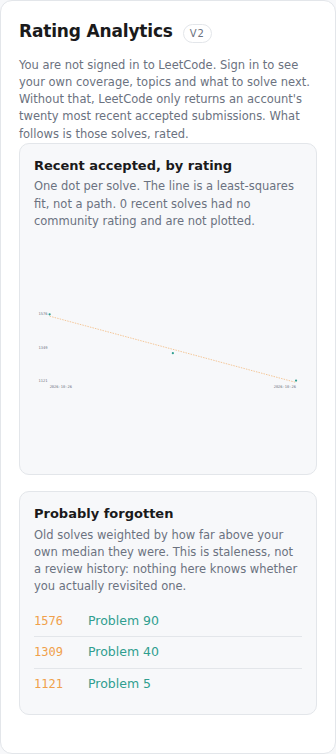 Rating Analytics V2
You are not signed in to LeetCode. Sign in to see
your own coverage, topics and what to solve next.
Without that, LeetCode only returns an account's
twenty most recent accepted submissions. What
follows is those solves, rated.
Recent accepted, by rating
One dot per solve. The line is a least-squares
fit, not a path. 0 recent solves had no
community rating and are not plotted.
1576
1121
Probably forgotten
Old solves weighted by how far above your
own median they were. This is staleness, not
a review history: nothing here knows whether
you actually revisited one.
1576 Problem 90
1309 Problem 40
1121 Problem 5